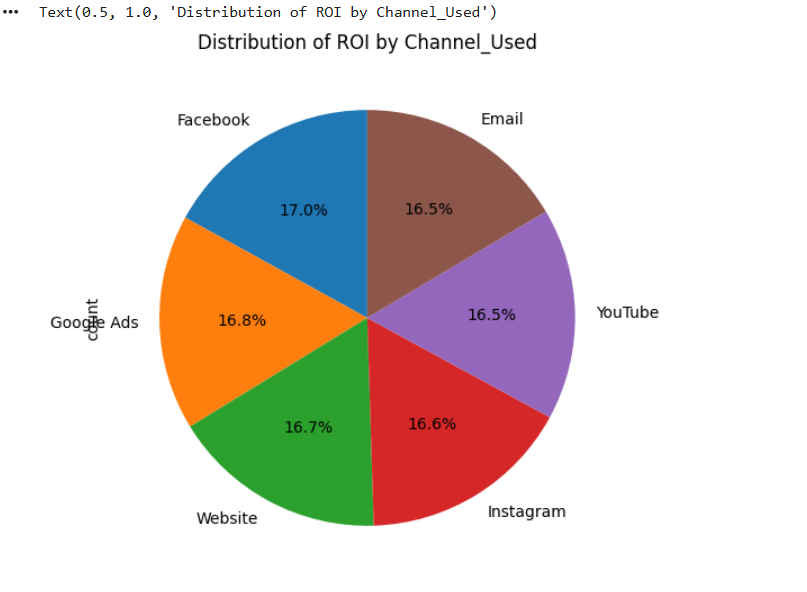 ••• Text(0.5, 1.0, 'Distribution of ROI by Channel_Used')
Distribution of ROI by Channel_Used
Facebook
Email
17.0%
16.5%
Google Ads
count
16.8%
16.5%
YouTube
16.7%
16.6%
Website
Instagram